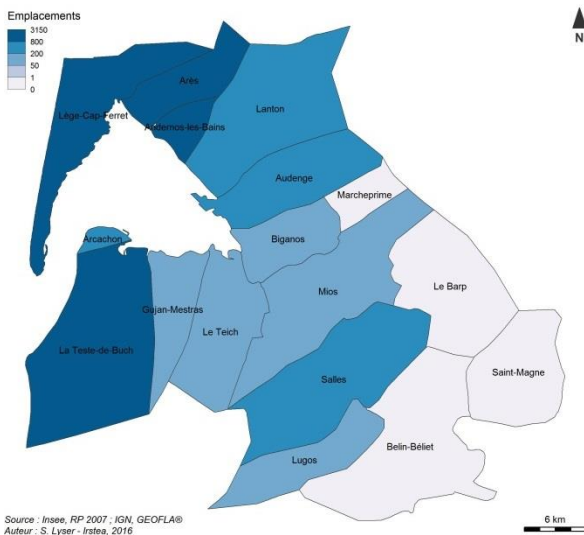 Emplacements
3150
800
200
50
1
0
N
Arès
Lège-Cap-Ferret
Lanton
Andernos-les-Bains
Audenge
Marcheprime
Arcachon
Biganos
Le Barp
Mios
Gujan-Mestras
Le Teich
La Teste-de-Buch
Saint-Magne
Salles
Belin-Béliet
Lugos
Source : Insee, RP 2007 ; IGN, GEOFLA®
Auteur : S. Lyser - Irstea, 2016
6 km